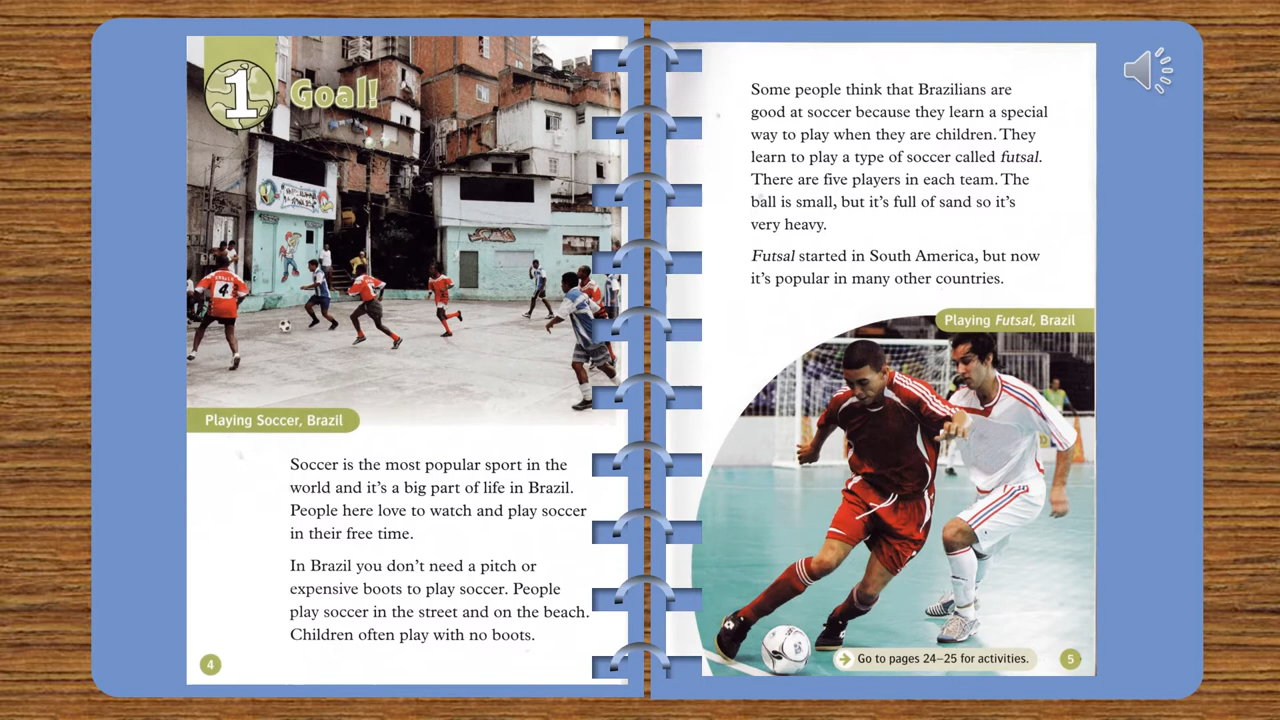 1 Goal!
4
Playing Soccer, Brazil
Soccer is the most popular sport in the
world and it's a big part of life in Brazil.
People here love to watch and play soccer
in their free time.
In Brazil you don't need a pitch or
expensive boots to play soccer. People
play soccer in the street and on the beach.
Children often play with no boots.
4
Some people think that Brazilians are
good at soccer because they learn a special
way to play when they are children. They
learn to play a type of soccer called futsal.
There are five players in each team. The
ball is small, but it's full of sand so it's
very heavy.
Futsal started in South America, but now
it's popular in many other countries.
Playing Futsal, Brazil
Go to pages 24–25 for activities.
5